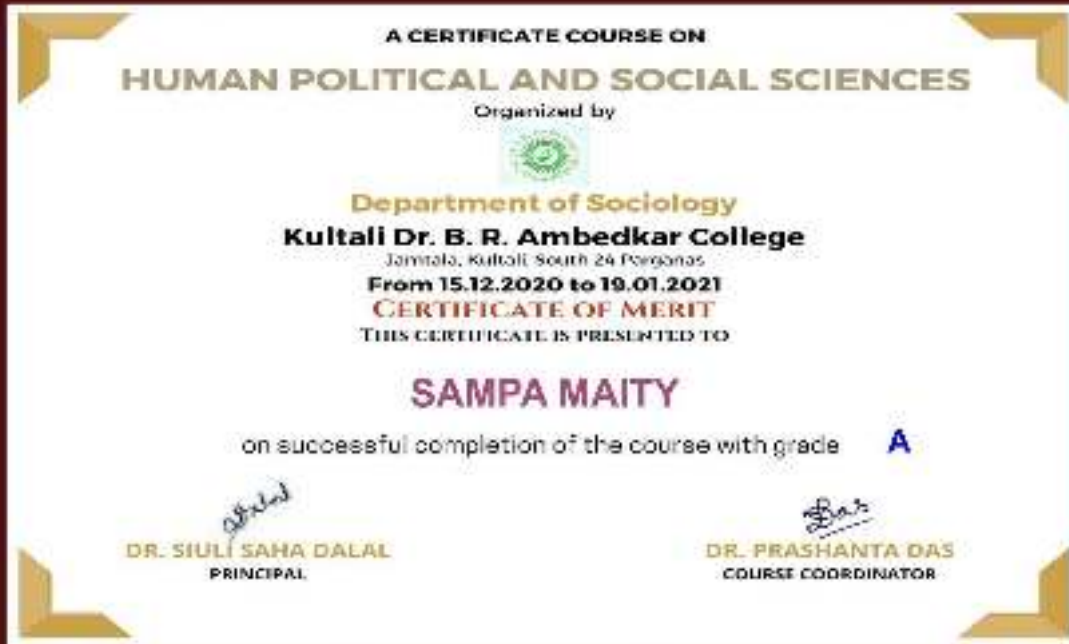 A CERTIFICATE COURSE ON
HUMAN POLITICAL AND SOCIAL SCIENCES
Organized by
Department of Sociology
Kultali Dr. B. R. Ambedkar College
Jamtala, Kultali, South 24 Parganas
From 15.12.2020 to 19.01.2021
CERTIFICATE OF MERIT
THIS CERTIFICATE IS PRESENTED TO
SAMPA MAITY
on successful completion of the course with grade A
Das
DR. SIULI SAHA DALAL DR. PRASHANTA DAS
PRINCIPAL COURSE COORDINATOR